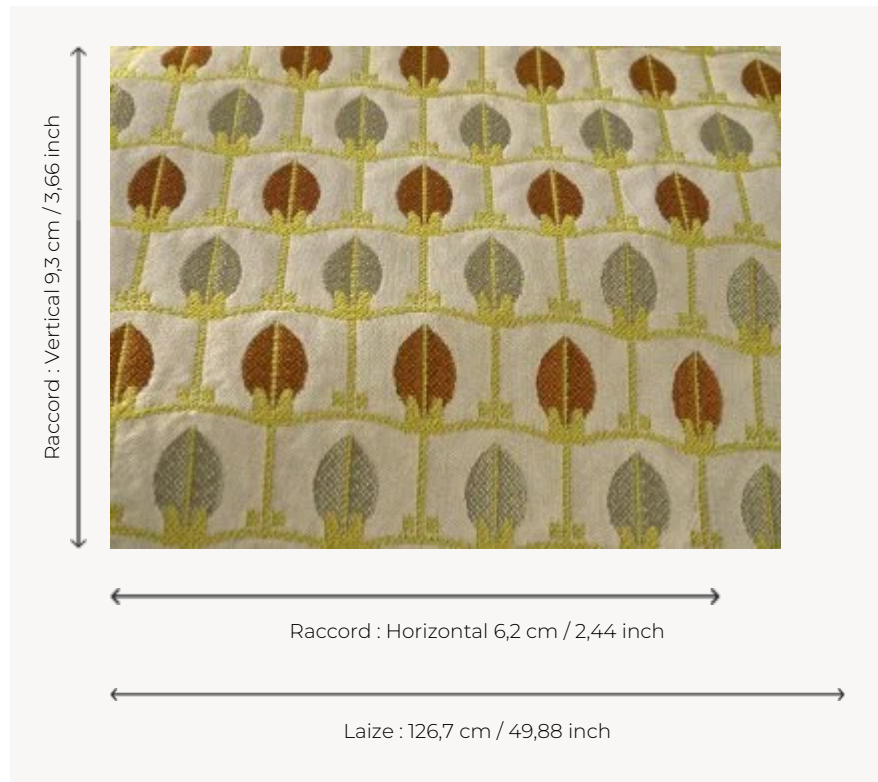 Raccord : Vertical 9,3 cm / 3,66 inch
Raccord : Horizontal 6,2 cm / 2,44 inch
Laize : 126,7 cm / 49,88 inch